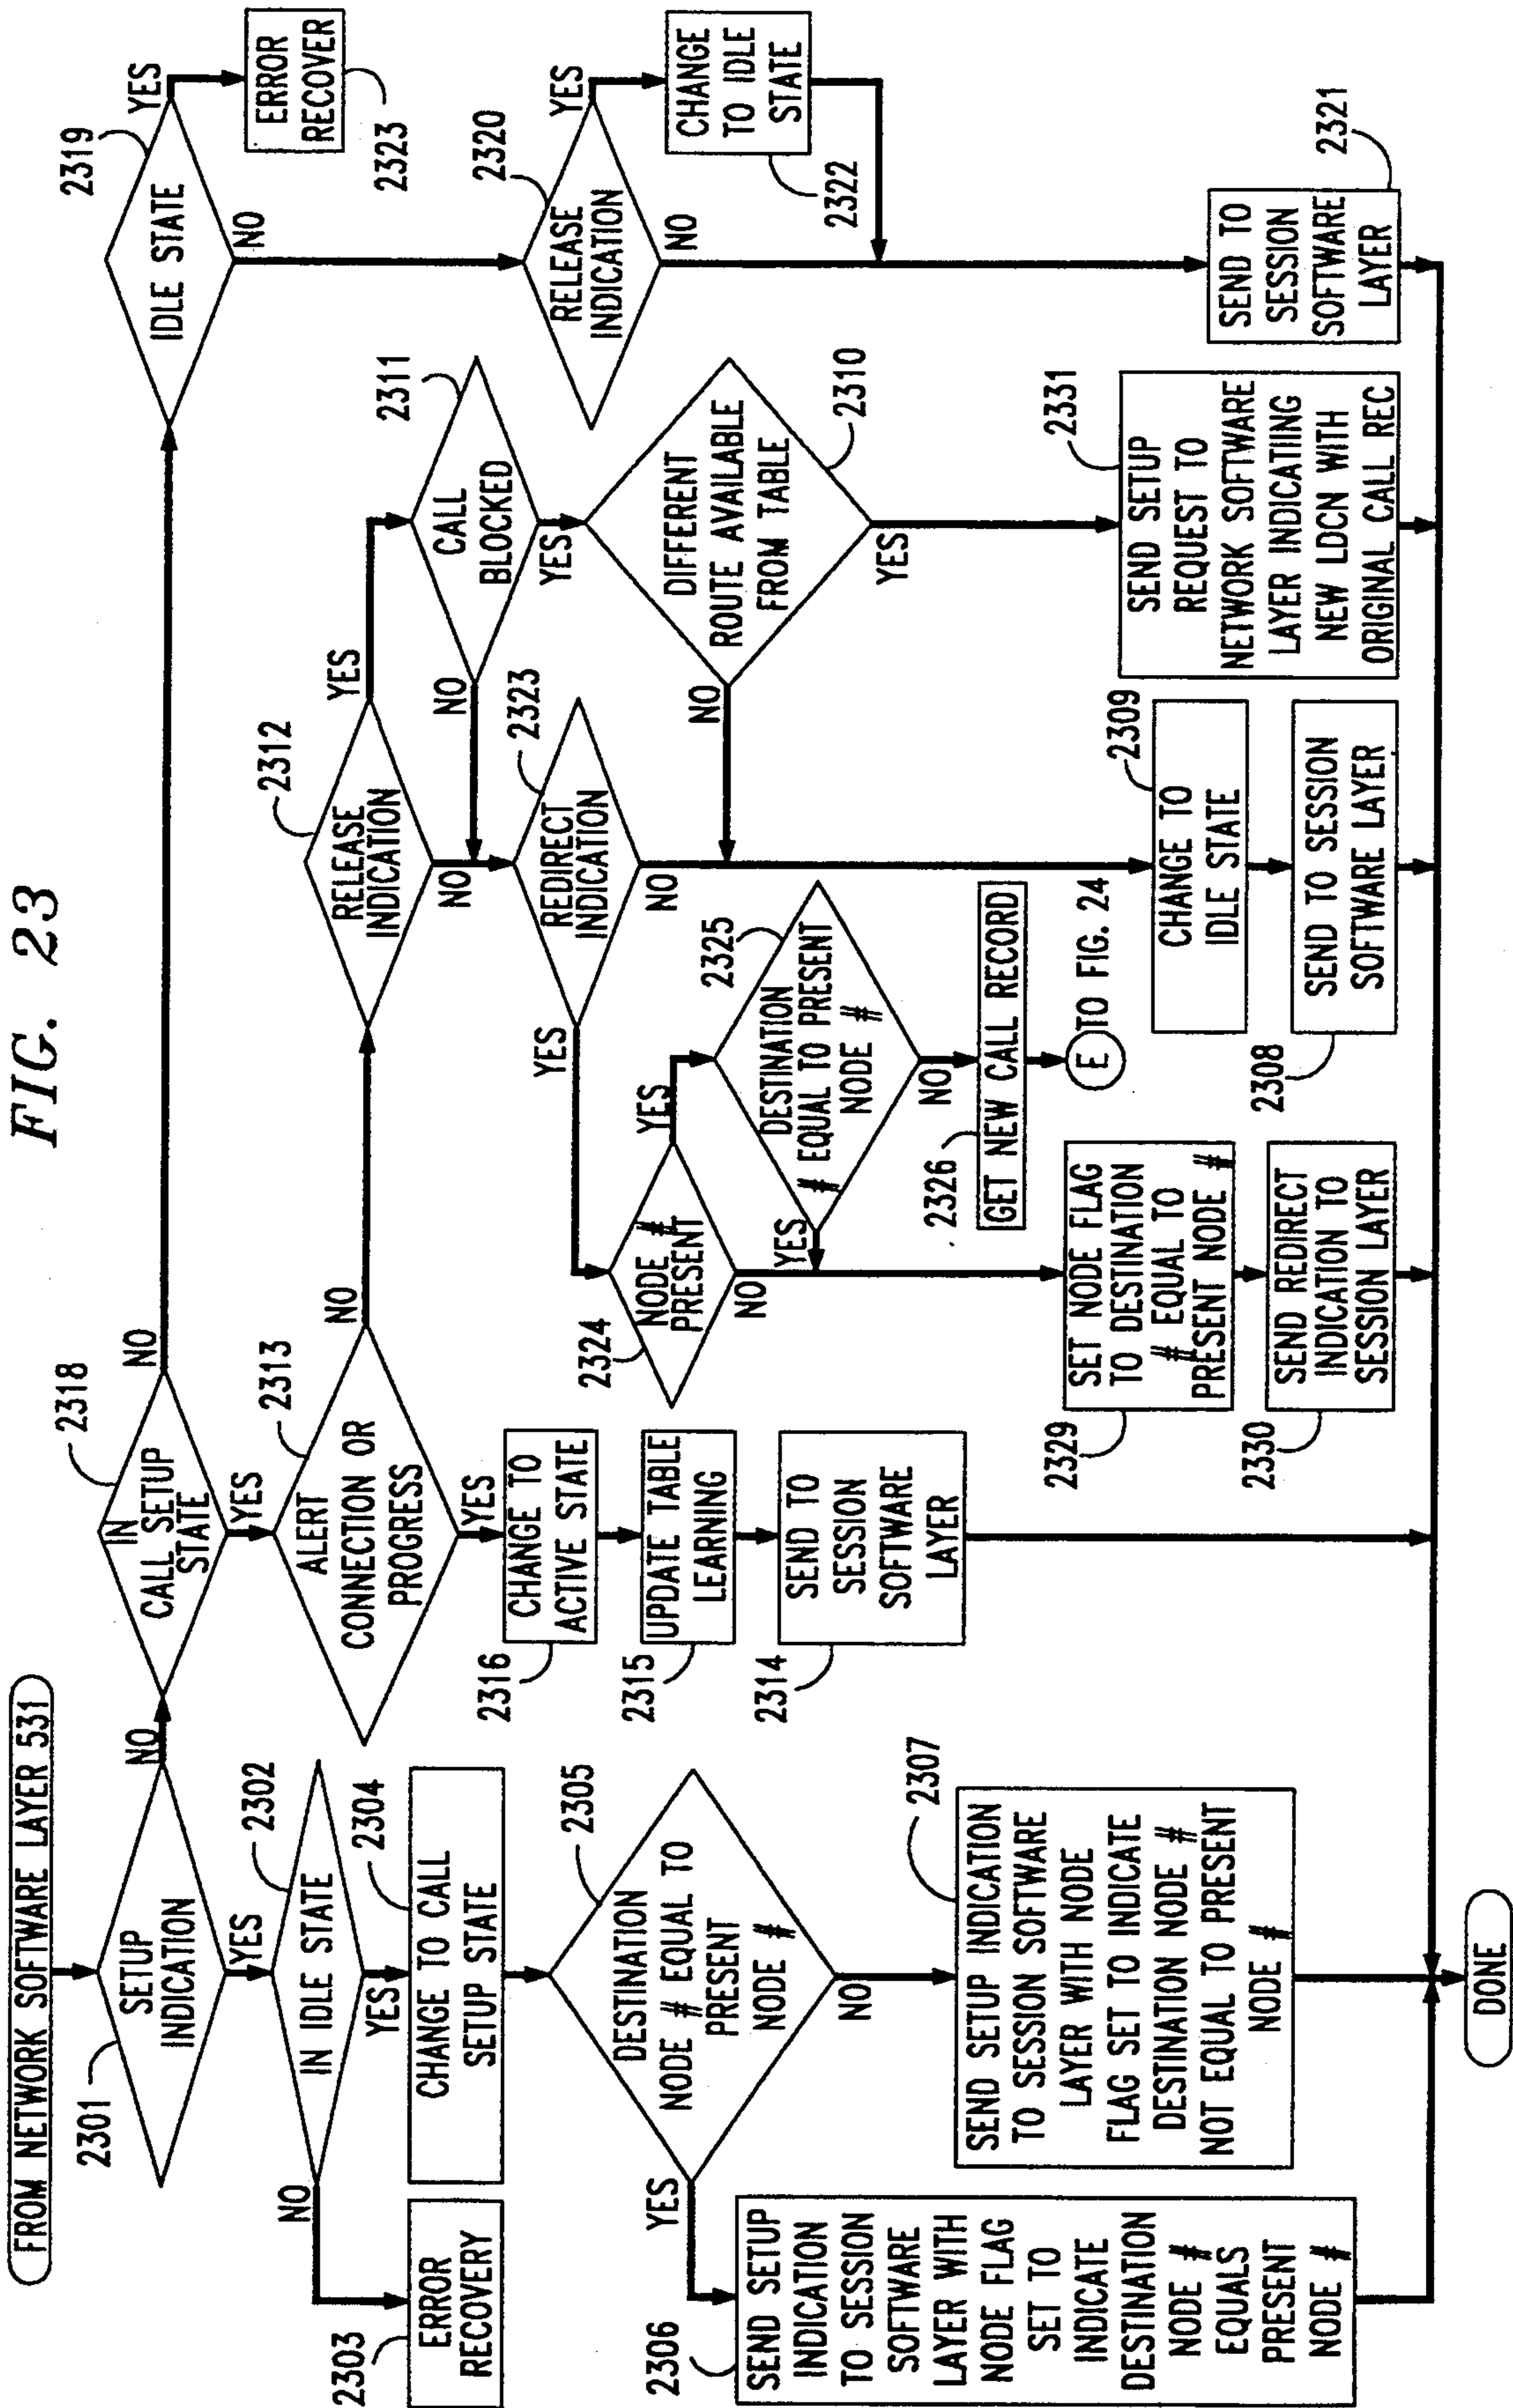 FIG. 23
FROM NETWORK SOFTWARE LAYER 531
2301
SETUP
INDICATION
NO
YES
2302
IN IDLE STATE
NO
YES
2303
ERROR
RECOVERY
2304
CHANGE TO CALL
SETUP STATE
2305
DESTINATION
NODE # EQUAL TO
PRESENT
NODE #
YES
NO
2306
SEND SETUP
INDICATION
TO SESSION
SOFTWARE
LAYER WITH
NODE FLAG
SET TO
INDICATE
DESTINATION
NODE #
EQUALS
PRESENT
NODE #
2307
SEND SETUP INDICATION
TO SESSION SOFTWARE
LAYER WITH NODE
FLAG SET TO INDICATE
DESTINATION NODE #
NOT EQUAL TO PRESENT
NODE #
2318
IN
CALL SETUP
STATE
NO
YES
2313
ALERT
CONNECTION OR
PROGRESS
NO
YES
2316
CHANGE TO
ACTIVE STATE
2315
UPDATE TABLE
LEARNING
2314
SEND TO
SESSION
SOFTWARE
LAYER
2312
RELEASE
INDICATION
YES
NO
2311
CALL
BLOCKED
NO
YES
2323
REDIRECT
INDICATION
YES
NO
2310
DIFFERENT
ROUTE AVAILABLE
FROM TABLE
NO
YES
2324
NODE #
PRESENT
YES
NO
2325
DESTINATION
# EQUAL TO PRESENT
NODE #
YES
NO
2326
GET NEW CALL RECORD
E
TO FIG. 24
2329
SET NODE FLAG
TO DESTINATION
# EQUAL TO
PRESENT NODE #
2330
SEND REDIRECT
INDICATION TO
SESSION LAYER
2309
CHANGE TO
IDLE STATE
2308
SEND TO SESSION
SOFTWARE LAYER
2331
SEND SETUP
REQUEST TO
NETWORK SOFTWARE
LAYER INDICATIING
NEW LDCN WITH
ORIGINAL CALL REC
2319
IDLE STATE
YES
NO
ERROR
RECOVER
2323
2320
RELEASE
INDICATION
YES
NO
CHANGE
TO IDLE
STATE
2322
SEND TO
SESSION
SOFTWARE
LAYER
2321
DONE